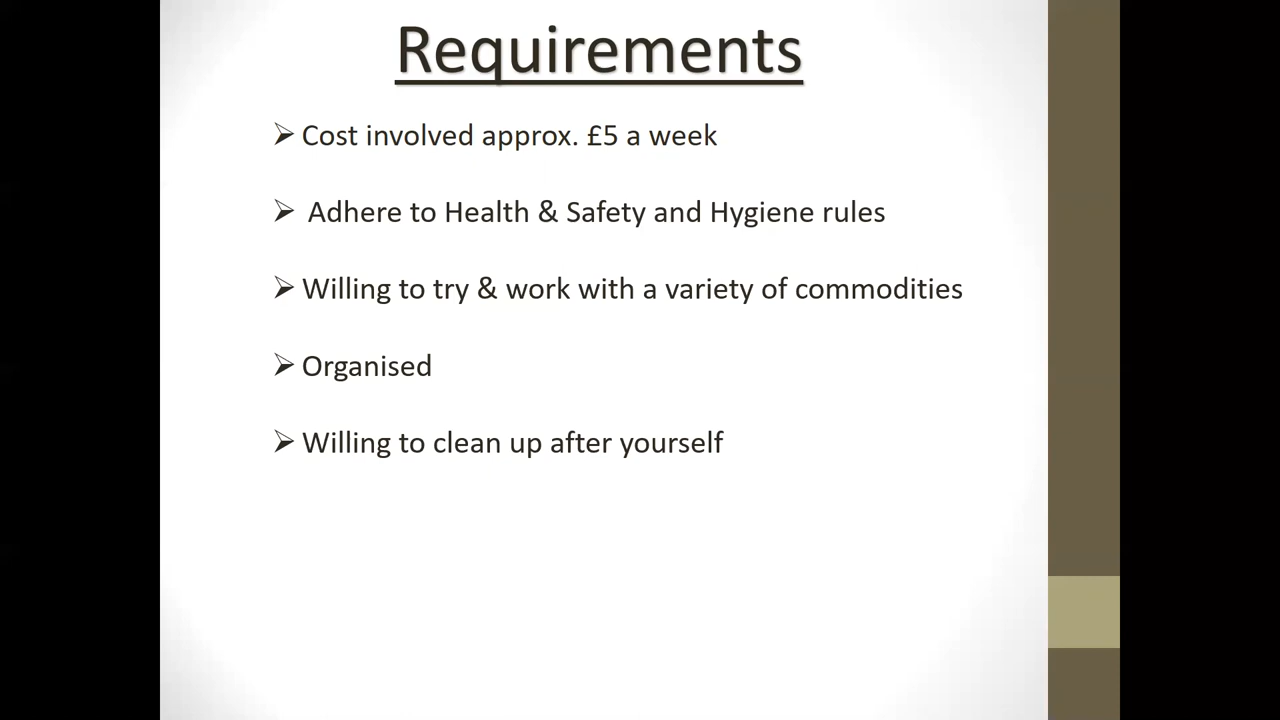 Requirements
➢ Cost involved approx. £5 a week
➢ Adhere to Health & Safety and Hygiene rules
➢ Willing to try & work with a variety of commodities
➢ Organised
➢ Willing to clean up after yourself